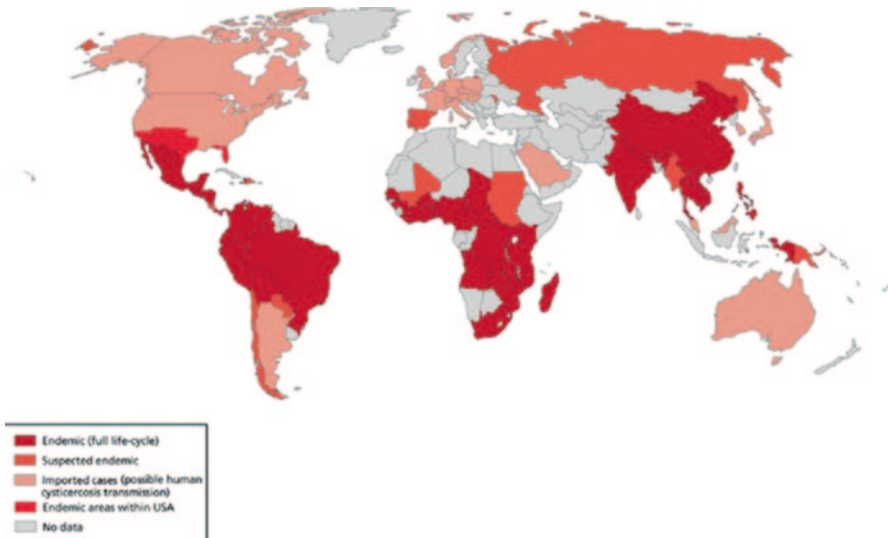 Endemic (full life-cycle)
Suspected endemic
Imported cases (possible human
cysticercosis transmission)
Endemic areas within USA
No data